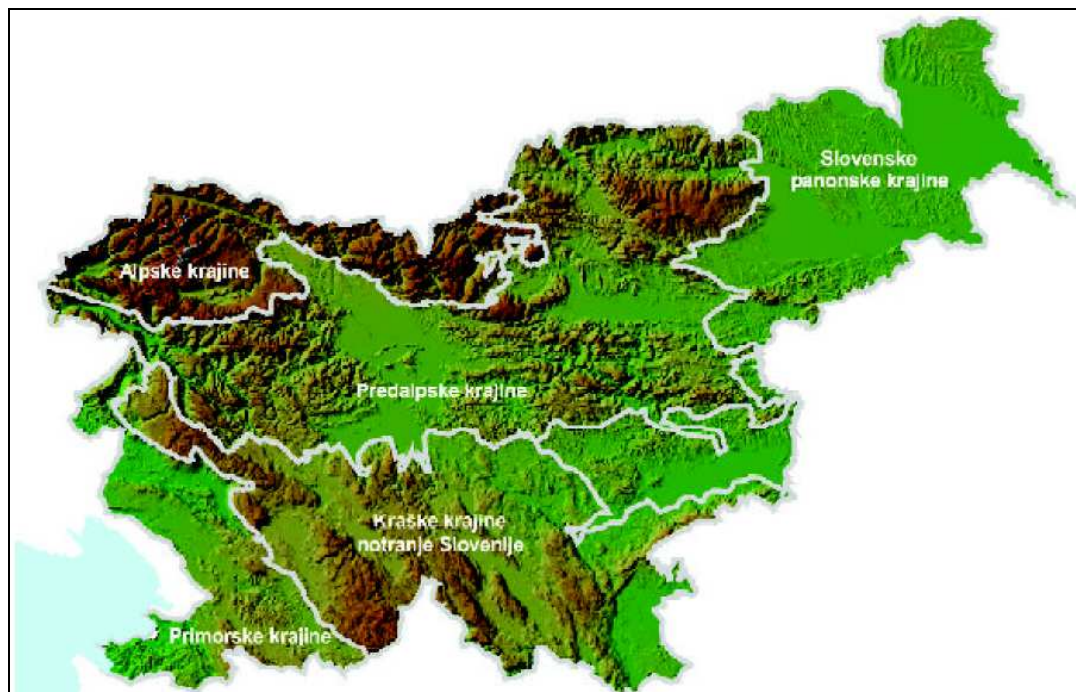 Slovenske
panonske krajine
Alpske krajine
Predalpske krajine
Kraške krajine
notranje Slovenije
Primorske krajine